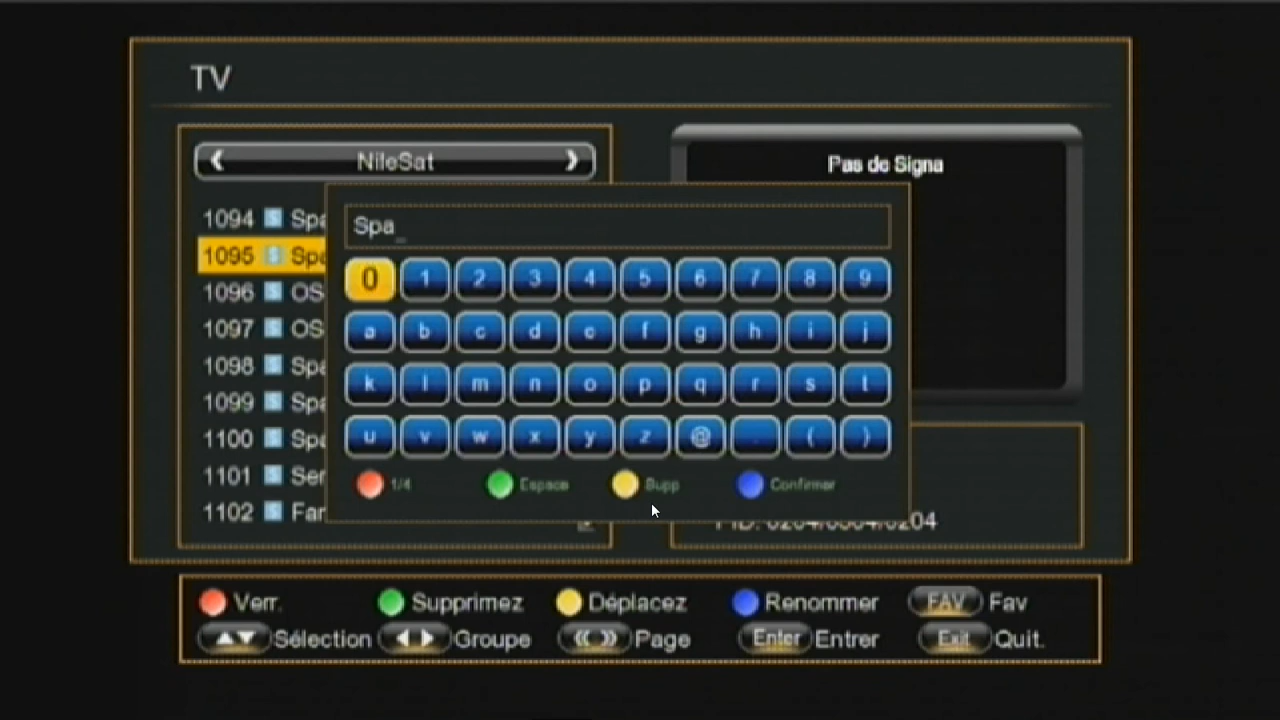 TV
NileSat
Pas de Signa
1094 S Spa
1095 S Spa
1096 S OS
1097 S OS
1098 S Spa
1099 S Spa
1100 S Spa
1101 S Ser
1102 S Far
Spa_
0 1 2 3 4 5 6 7 8 9
a b c d e f g h i j
k l m n o p q r s t
u v w x y z @ . ( )
1/4 Espace Supp Confirmer
Verr. Supprimez Déplacez Renommer FAV Fav
Sélection Groupe Page Enter Entrer Exit Quit.